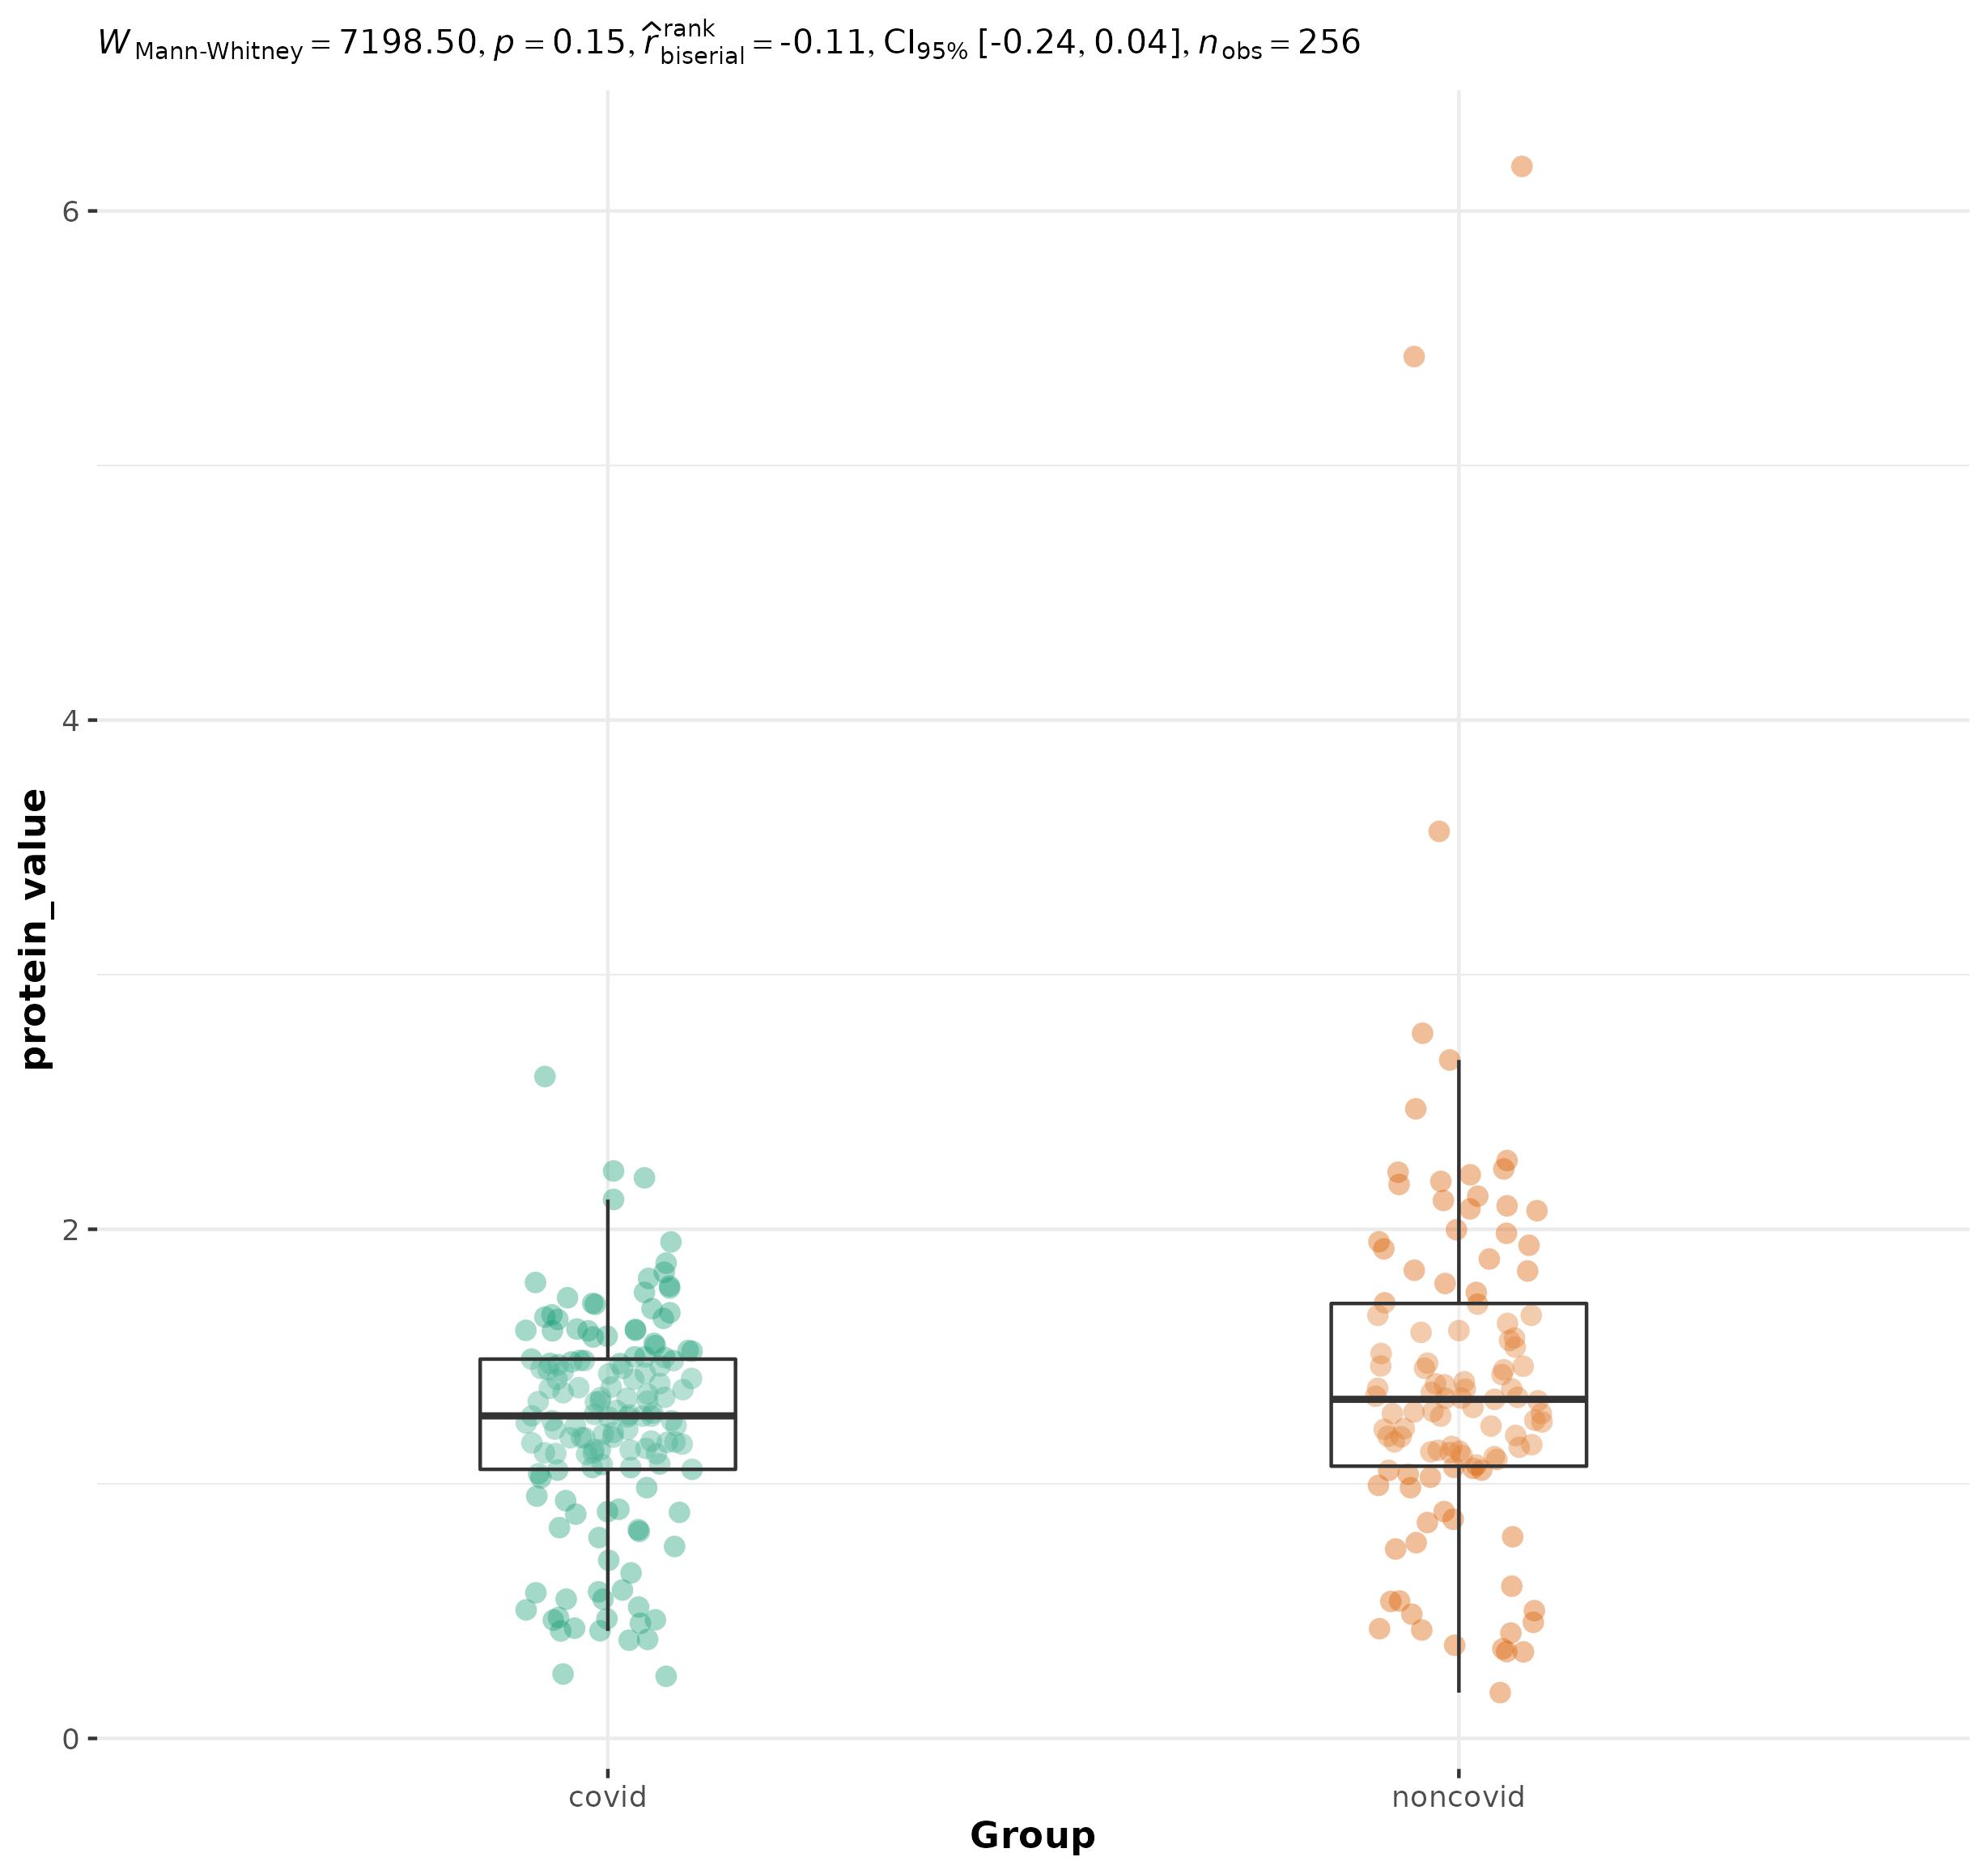 W Mann-Whitney = 7198.50, p = 0.15, r̂ rank biserial = -0.11, CI95% [-0.24, 0.04], nobs = 256
6
4
2
0
protein_value
covid noncovid
Group